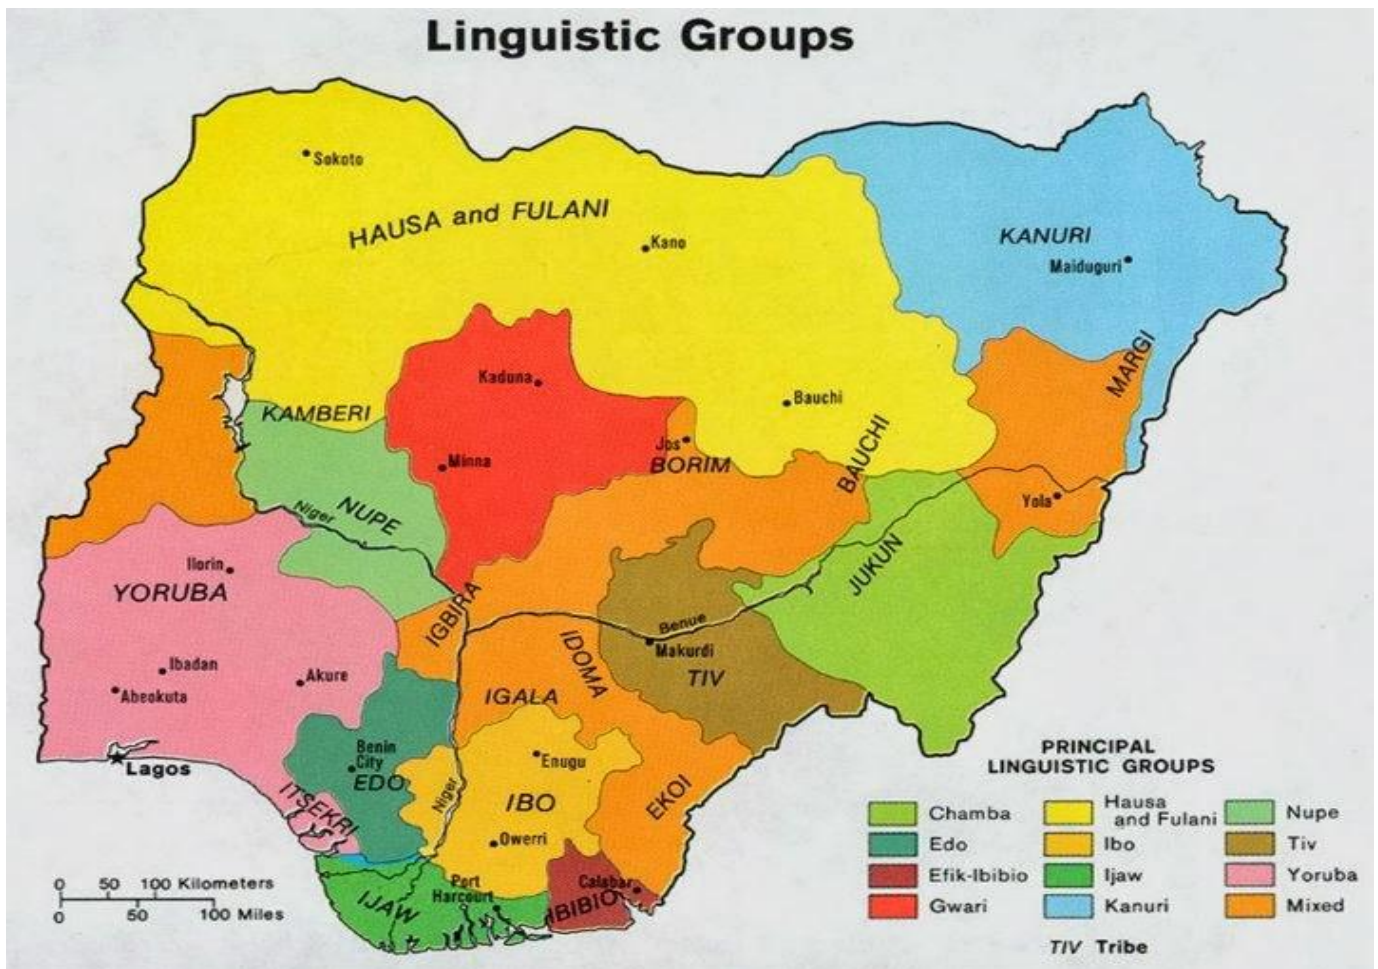 Linguistic Groups
Sokoto
HAUSA and FULANI
Kano
KANURI
Maiduguri
MARGI
Kaduna
KAMBERI
Bauchi
BAUCHI
Jos
BORIM
Minna
Yola
Niger
NUPE
Ilorin
YORUBA
JUKUN
IGBIRA
Benue
Makurdi
IDOMA
TIV
Ibadan
Akure
Abeokuta
IGALA
Benin
City
EDO
Enugu
Lagos
ITSEKRI
Niger
IBO
EKOI
Owerri
Port
Harcourt
Calabar
IJAW
IBIBIO
0 50 100 Kilometers
0 50 100 Miles
PRINCIPAL
LINGUISTIC GROUPS
Chamba
Edo
Efik-Ibibio
Gwari
Hausa
and Fulani
Ibo
Ijaw
Kanuri
Nupe
Tiv
Yoruba
Mixed
TIV Tribe